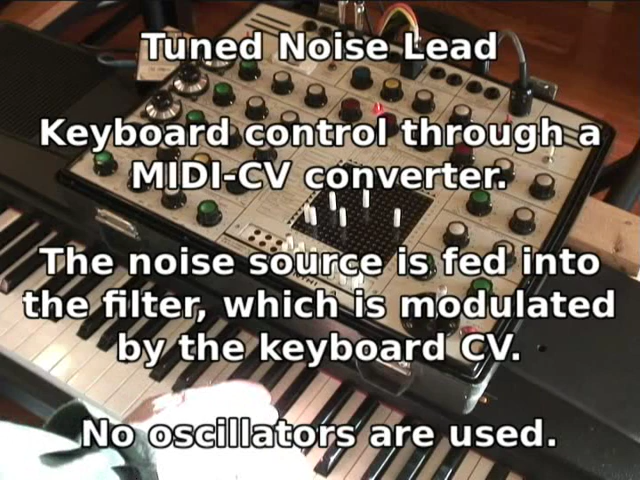 Tuned Noise Lead
Keyboard control through a
MIDI-CV converter.
The noise source is fed into
the filter, which is modulated
by the keyboard CV.
No oscillators are used.